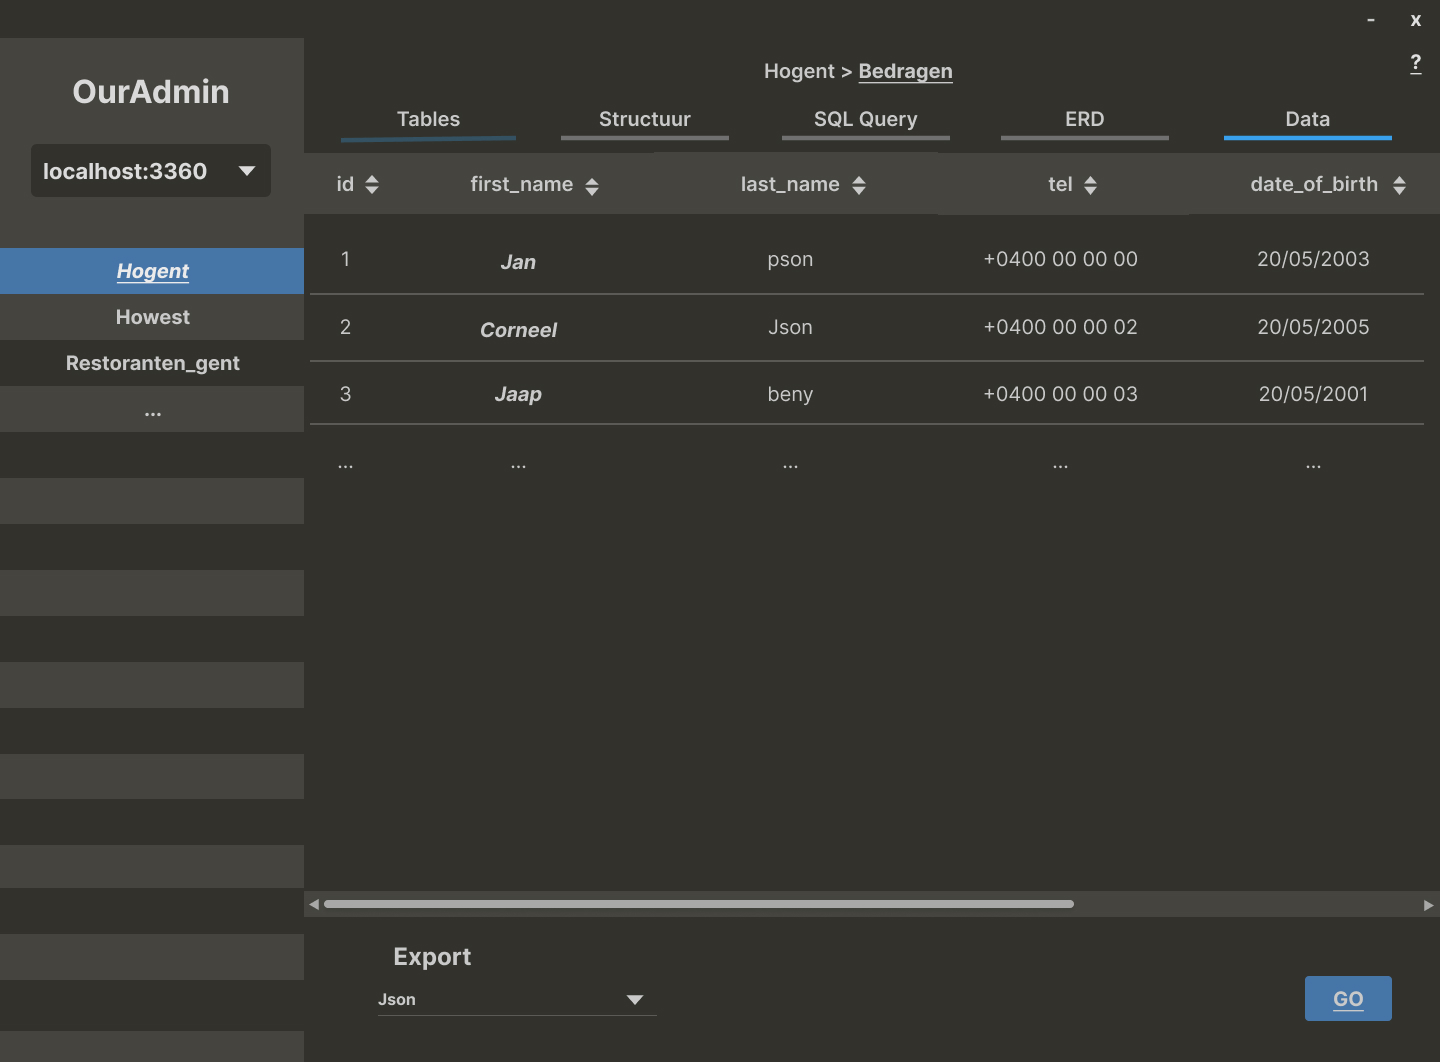 - x
?
OurAdmin
localhost:3360
Hogent
Howest
Restoranten_gent
...
Hogent > Bedragen
Tables Structuur SQL Query ERD Data
id first_name last_name tel date_of_birth
1 Jan pson +0400 00 00 00 20/05/2003
2 Corneel Json +0400 00 00 02 20/05/2005
3 Jaap beny +0400 00 00 03 20/05/2001
... ... ... ... ...
Export
Json
GO